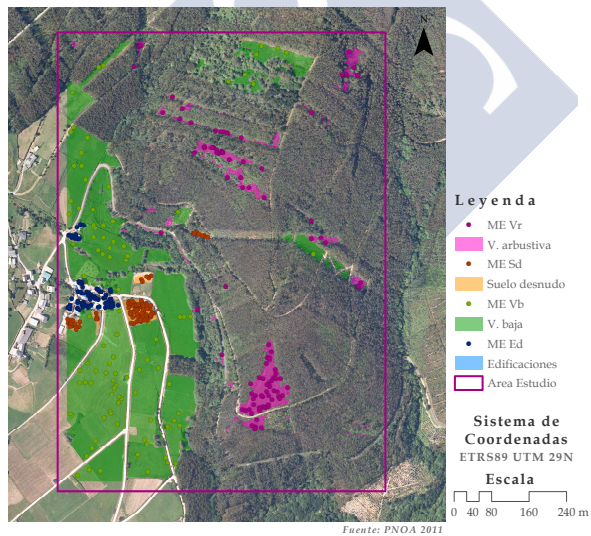 N
Leyenda
ME Vr
V. arbustiva
ME Sd
Suelo desnudo
ME Vb
V. baja
ME Ed
Edificaciones
Area Estudio
Sistema de
Coordenadas
ETRS89 UTM 29N
Escala
0 40 80 160 240 m
Fuente: PNOA 2011